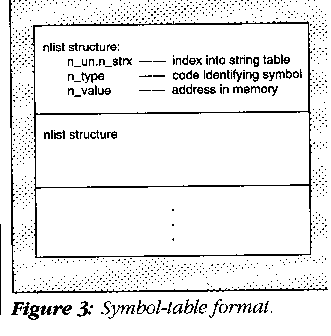 nlist structure:
n_un.n_strx —— index into string table
n_type —— code identifying symbol
n_value —— address in memory
nlist structure
.
.
.
Figure 3: Symbol-table format.